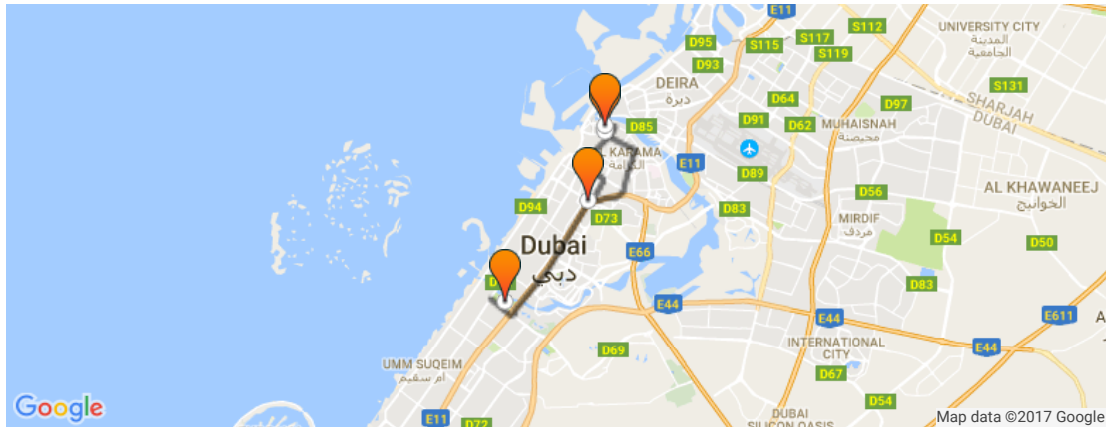 E11
UNIVERSITY CITY
المدينة
الجامعية
S112
S117
D95
S115
S119
D93
DEIRA
ديرة
S131
D64
D97
SHARJAH
DUBAI
D91
D85
D62
MUHAISNAH
محيصنة
KARAMA
الكرامة
E11
D89
D56
AL KHAWANEEJ
الخوانيج
D94
D73
D83
MIRDIF
مردف
D54
D50
Dubai
دبي
E66
D83
E44
E44
E611
INTERNATIONAL
CITY
E44
D69
UMM SUQEIM
أم سقيم
D67
D54
Google
E11
D72
DUBAI
SILICON OASIS
Map data ©2017 Google